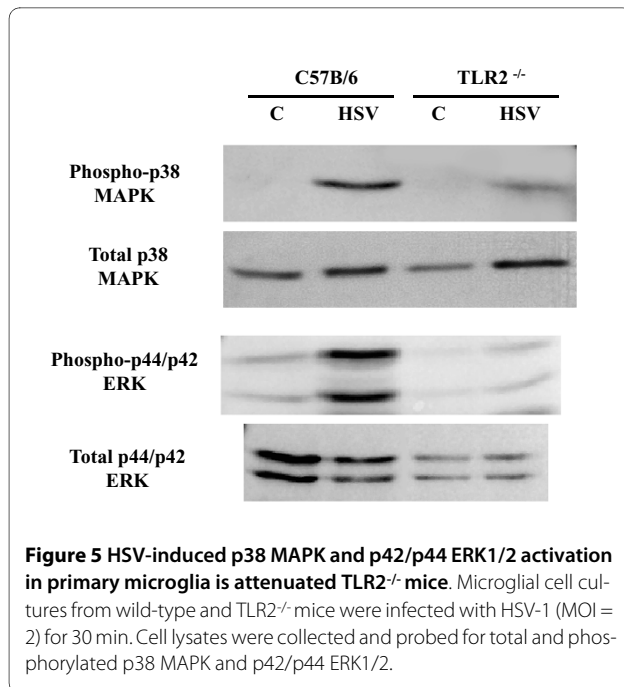 C57B/6 TLR2 -/-
C HSV C HSV
Phospho-p38
MAPK
Total p38
MAPK
Phospho-p44/p42
ERK
Total p44/p42
ERK
Figure 5 HSV-induced p38 MAPK and p42/p44 ERK1/2 activation
in primary microglia is attenuated TLR2-/- mice. Microglial cell cul-
tures from wild-type and TLR2-/- mice were infected with HSV-1 (MOI =
2) for 30 min. Cell lysates were collected and probed for total and phos-
phorylated p38 MAPK and p42/p44 ERK1/2.